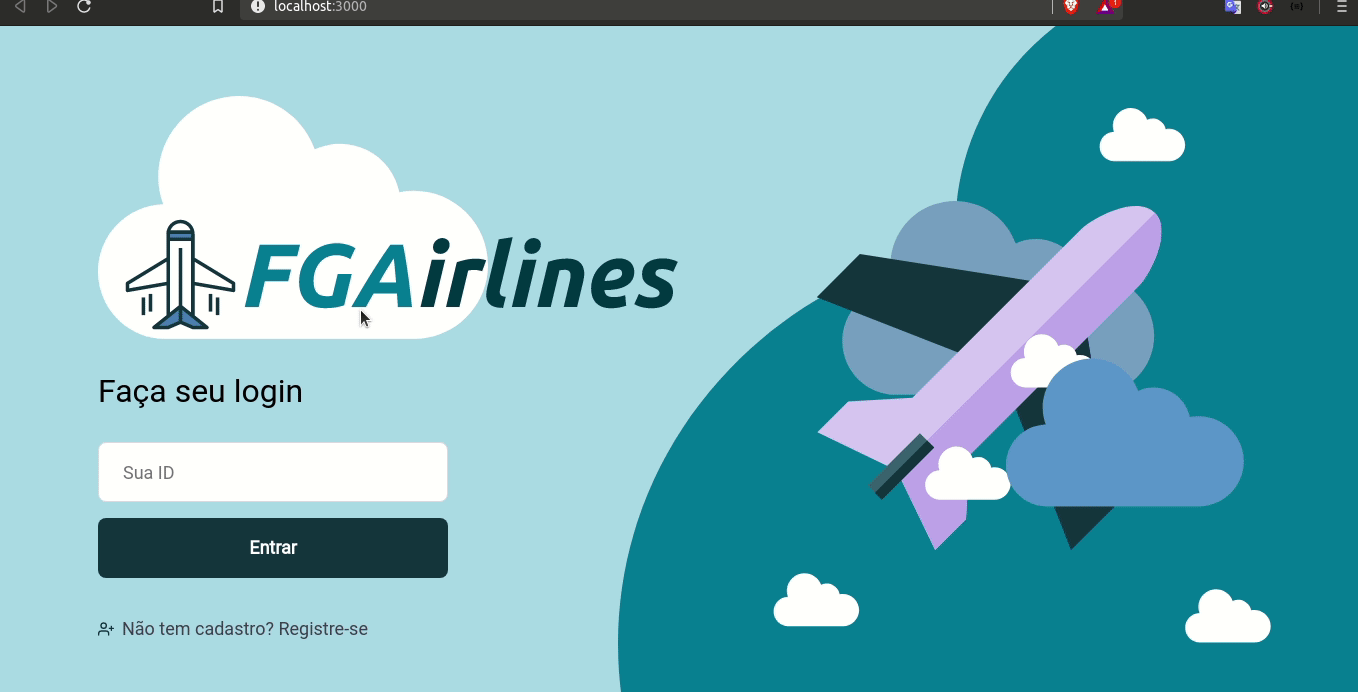 localhost:3000
FGAirlines
Faça seu login
Sua ID
Entrar
Não tem cadastro? Registre-se